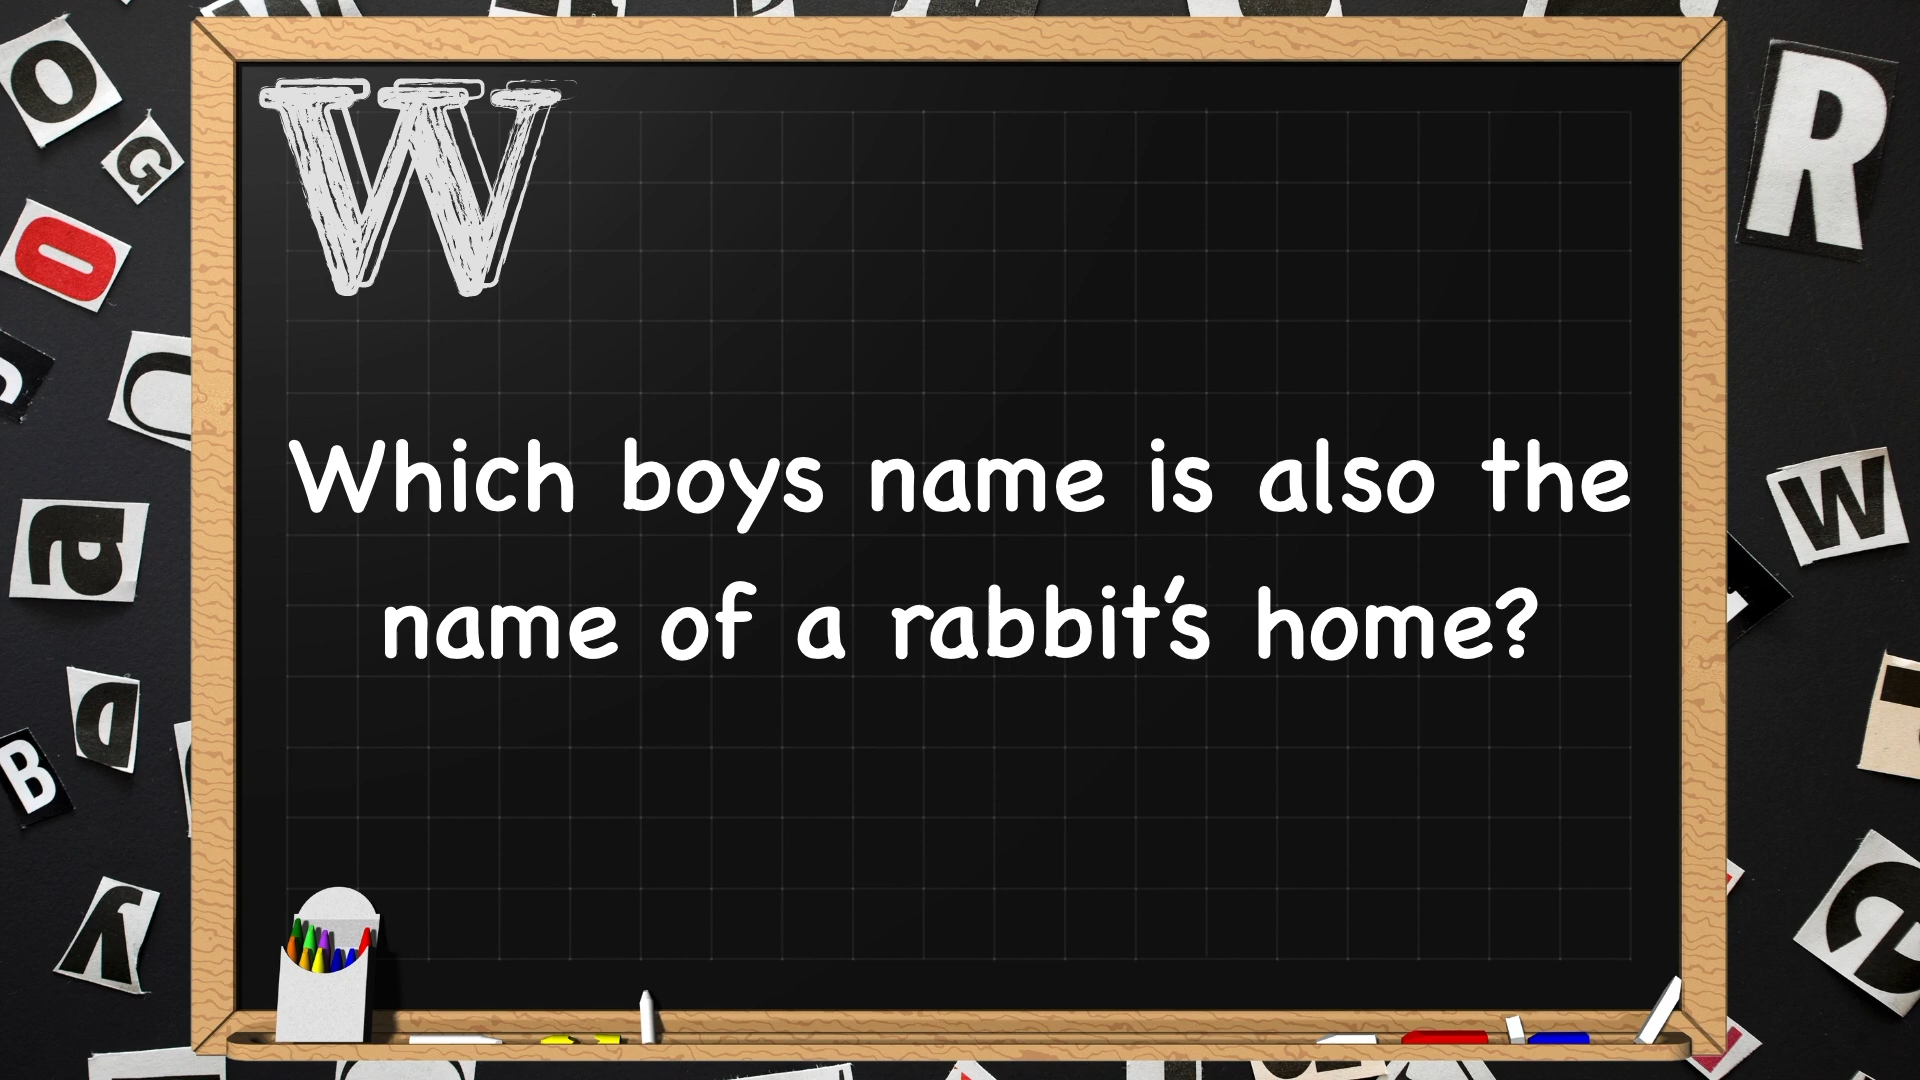 W
Which boys name is also the
name of a rabbit's home?
O
G
O
a
D
B
y
R
W
e